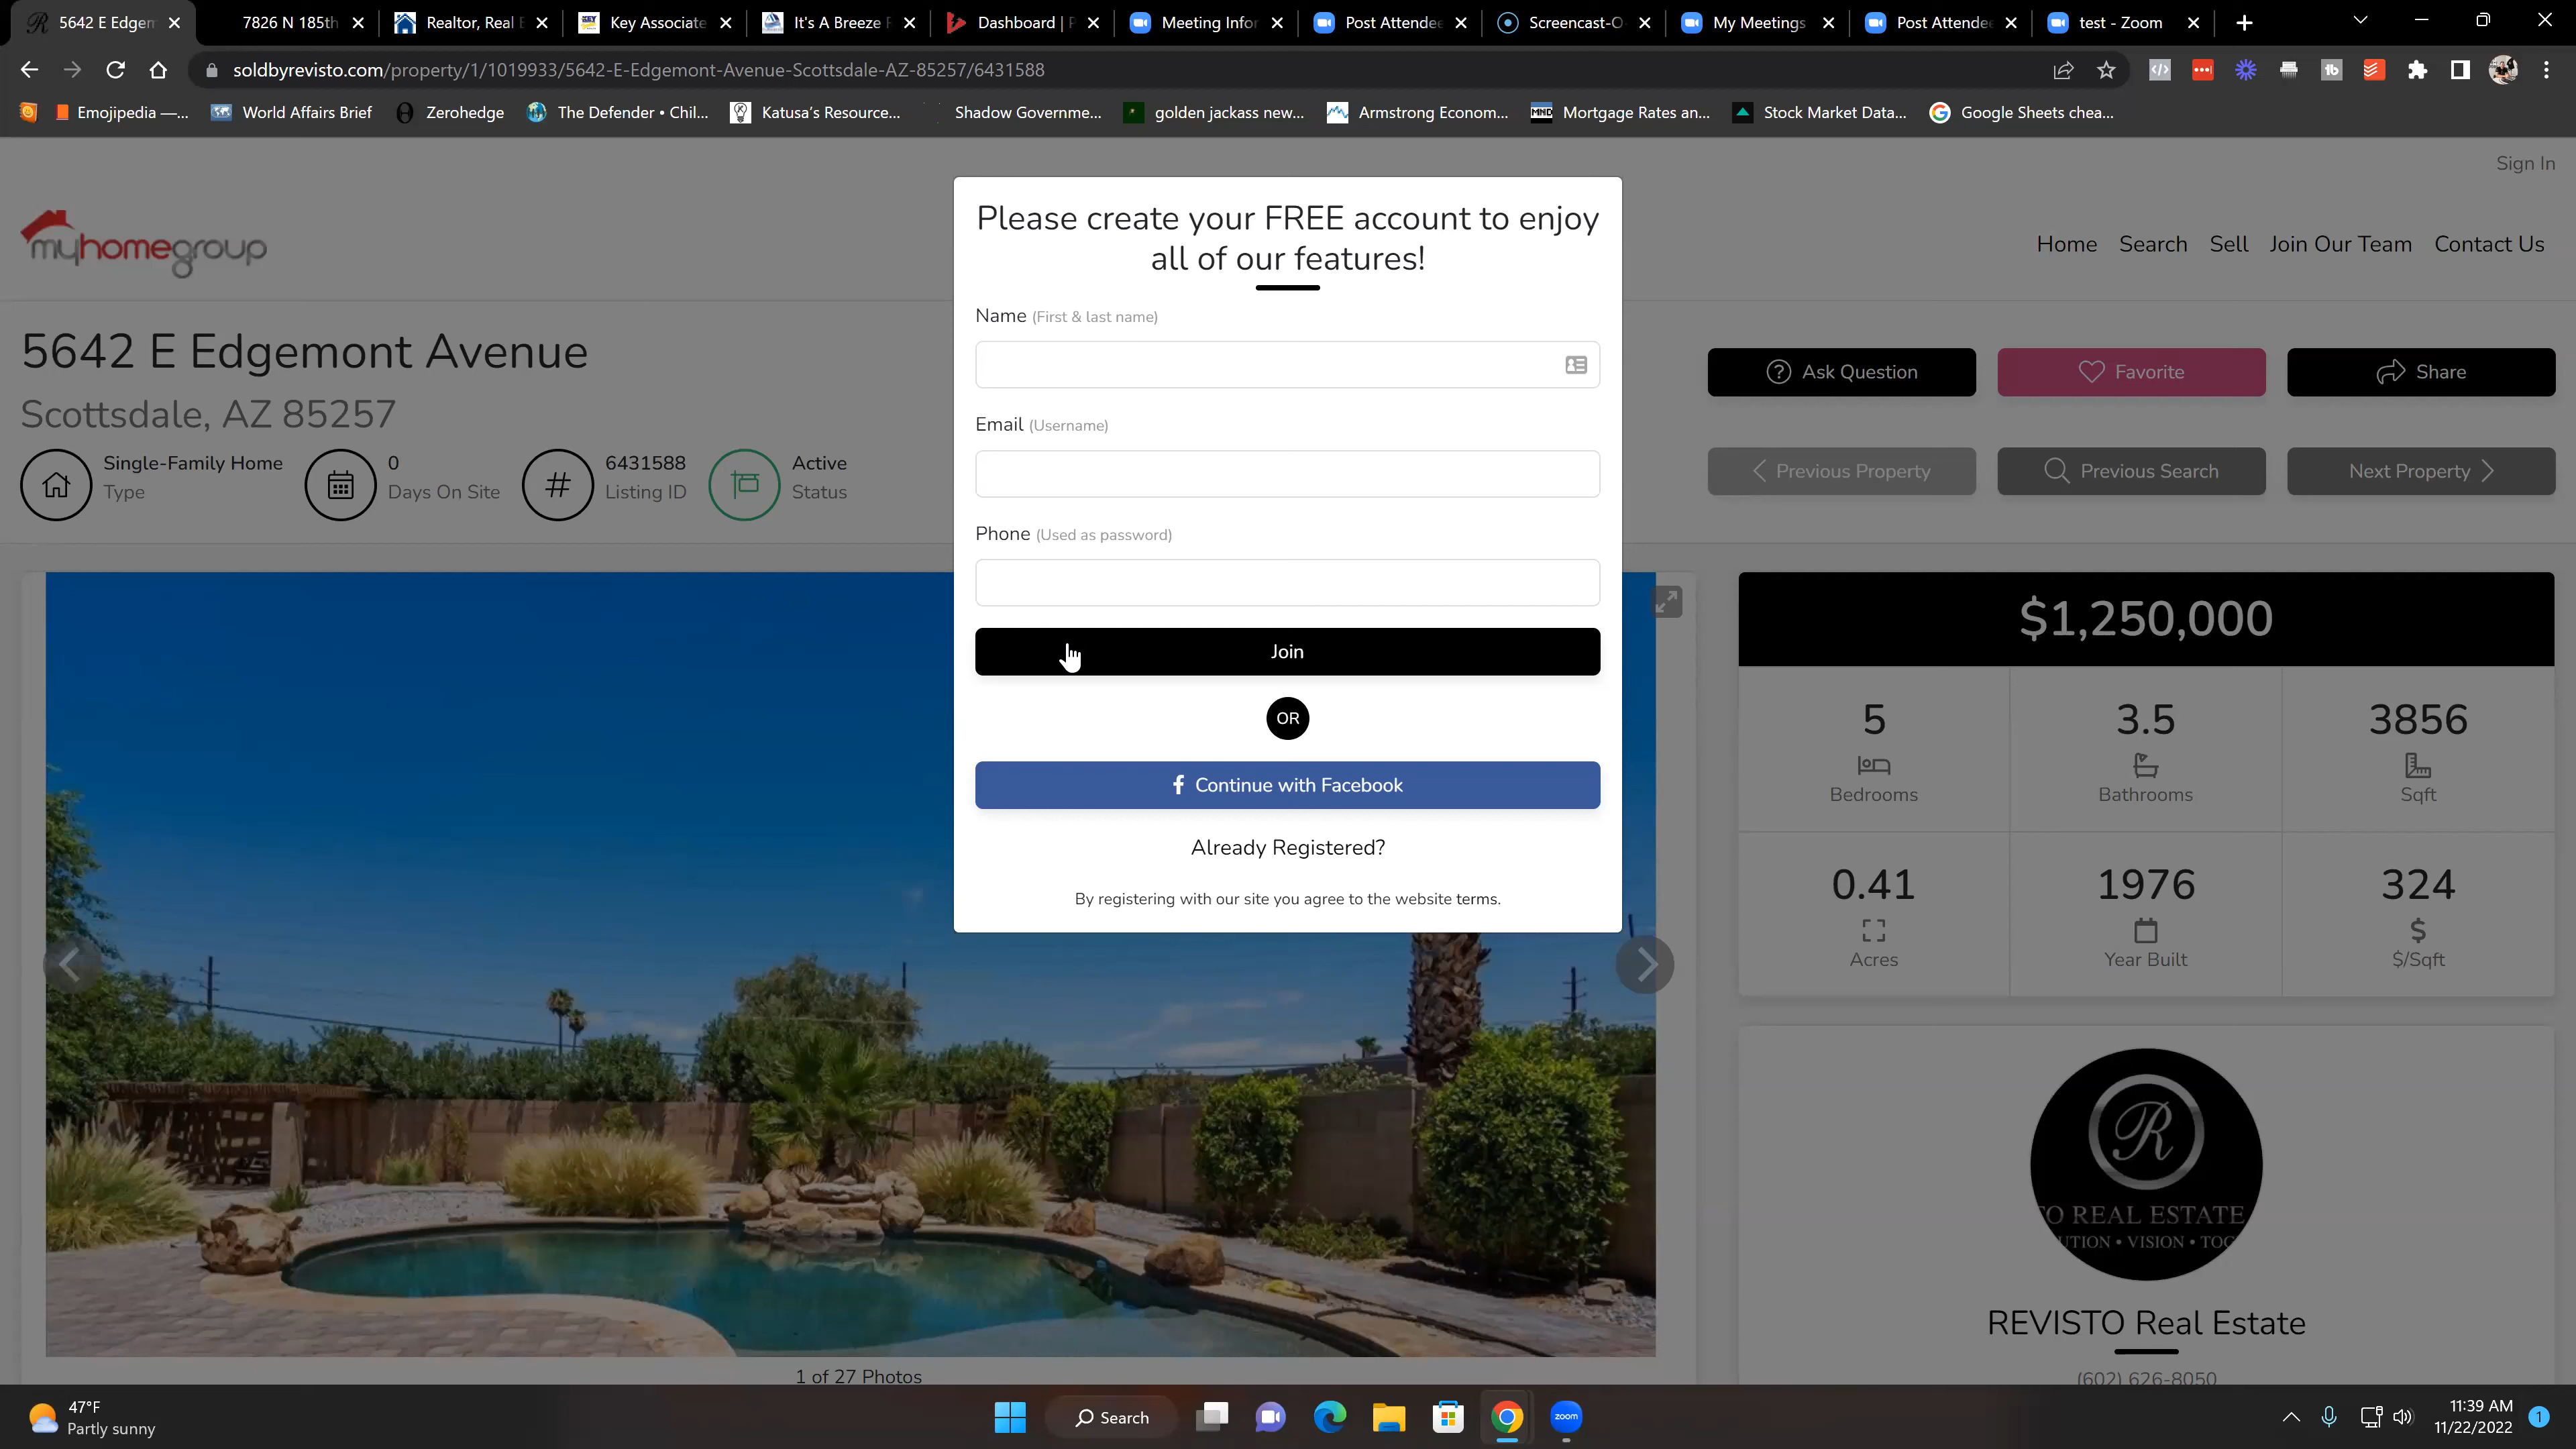 5642 E Edgem
7826 N 185th
Realtor, Real E
Key Associate
It's A Breeze F
Dashboard | P
Meeting Infor
Post Attendee
Screencast-O
My Meetings
Post Attendee
test - Zoom
soldbyrevisto.com/property/1/1019933/5642-E-Edgemont-Avenue-Scottsdale-AZ-85257/6431588
Emojipedia —...
World Affairs Brief
Zerohedge
The Defender • Chil...
Katusa's Resource...
Shadow Governme...
golden jackass new...
Armstrong Econom...
MND
Mortgage Rates an...
Stock Market Data...
Google Sheets chea...
Sign In
myhomegroup
Home
Search
Sell
Join Our Team
Contact Us
5642 E Edgemont Avenue
Scottsdale, AZ 85257
Single-Family Home
Type
0
Days On Site
#
6431588
Listing ID
Active
Status
Ask Question
Favorite
Share
Previous Property
Previous Search
Next Property
Please create your FREE account to enjoy
all of our features!
Name (First & last name)
Email (Username)
Phone (Used as password)
Join
OR
Continue with Facebook
Already Registered?
By registering with our site you agree to the website terms.
$1,250,000
5
Bedrooms
3.5
Bathrooms
3856
Sqft
0.41
Acres
1976
Year Built
324
$
$/Sqft
R
TO REAL ESTATE
UTION • VISION • TOG
REVISTO Real Estate
(602) 626-8050
1 of 27 Photos
47°F
Partly sunny
Search
zoom
11:39 AM
11/22/2022
1